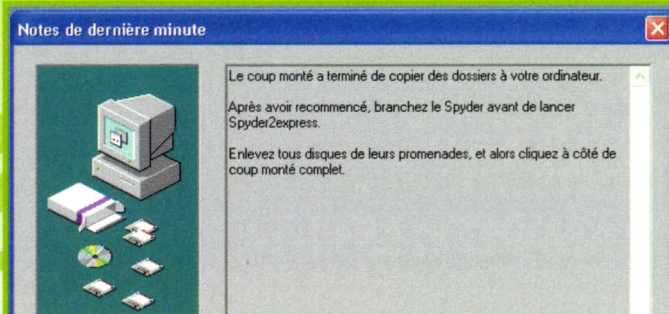 Notes de dernière minute
Le coup monté a terminé de copier des dossiers à votre ordinateur.
Après avoir recommencé, branchez le Spyder avant de lancer
Spyder2express.
Enlevez tous disques de leurs promenades, et alors cliquez à côté de
coup monté complet.